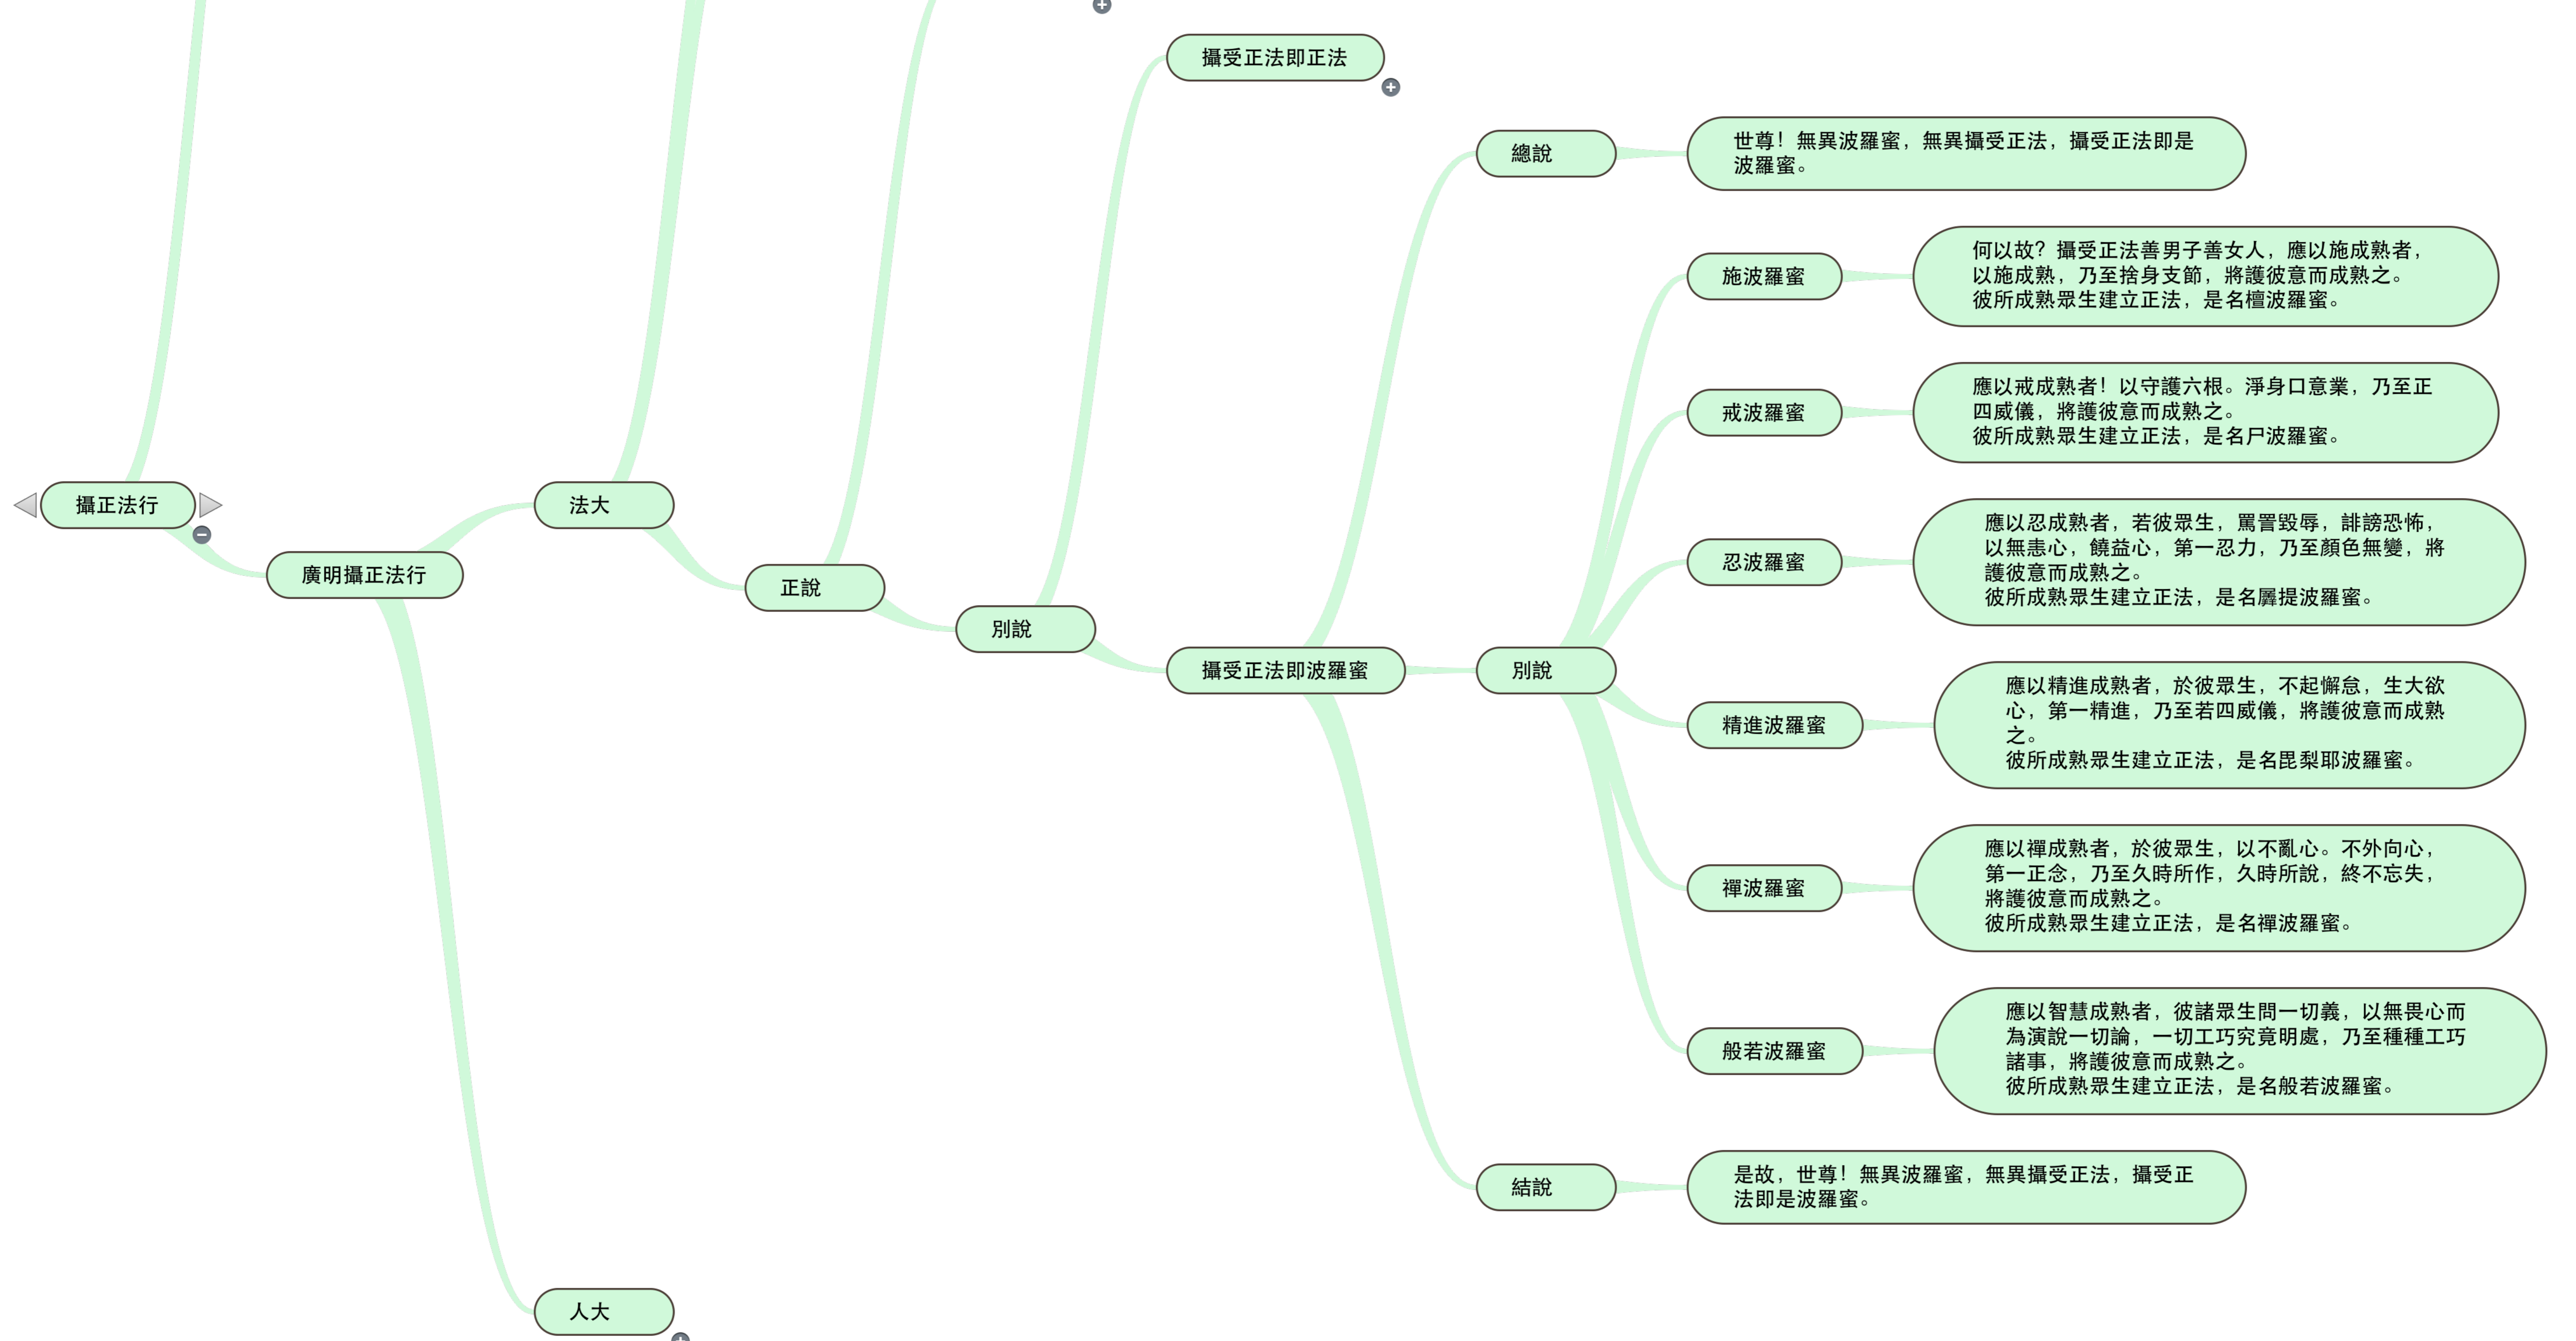 攝正法行
廣明攝正法行
法大
正說
別說
攝受正法即正法
攝受正法即波羅蜜
總說
世尊！無異波羅蜜，無異攝受正法，攝受正法即是
波羅蜜。
別說
施波羅蜜
何以故？攝受正法善男子善女人，應以施成熟者，
以施成熟，乃至捨身支節，將護彼意而成熟之。
彼所成熟眾生建立正法，是名檀波羅蜜。
戒波羅蜜
應以戒成熟者！以守護六根。淨身口意業，乃至正
四威儀，將護彼意而成熟之。
彼所成熟眾生建立正法，是名尸波羅蜜。
忍波羅蜜
應以忍成熟者，若彼眾生，罵詈毀辱，誹謗恐怖，
以無恚心，饒益心，第一忍力，乃至顏色無變，將
護彼意而成熟之。
彼所成熟眾生建立正法，是名羼提波羅蜜。
精進波羅蜜
應以精進成熟者，於彼眾生，不起懈怠，生大欲
心，第一精進，乃至若四威儀，將護彼意而成熟
之。
彼所成熟眾生建立正法，是名毘梨耶波羅蜜。
禪波羅蜜
應以禪成熟者，於彼眾生，以不亂心。不外向心，
第一正念，乃至久時所作，久時所說，終不忘失，
將護彼意而成熟之。
彼所成熟眾生建立正法，是名禪波羅蜜。
般若波羅蜜
應以智慧成熟者，彼諸眾生問一切義，以無畏心而
為演說一切論，一切工巧究竟明處，乃至種種工巧
諸事，將護彼意而成熟之。
彼所成熟眾生建立正法，是名般若波羅蜜。
結說
是故，世尊！無異波羅蜜，無異攝受正法，攝受正
法即是波羅蜜。
人大